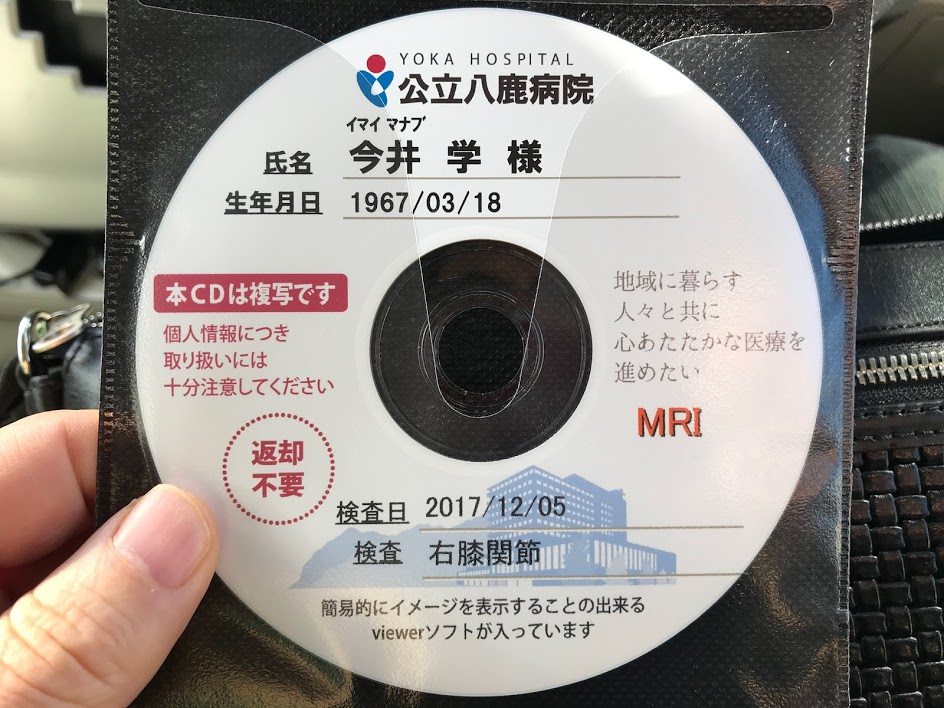 YOKA HOSPITAL
公立八鹿病院
イマイ マナブ
氏名 今井 学 様
生年月日 1967/03/18
本CDは複写です
個人情報につき
取り扱いには
十分注意してください
返却
不要
地域に暮らす
人々と共に
心あたたかな医療を
進めたい
MRI
検査日 2017/12/05
検査 右膝関節
簡易的にイメージを表示することの出来る
viewerソフトが入っています